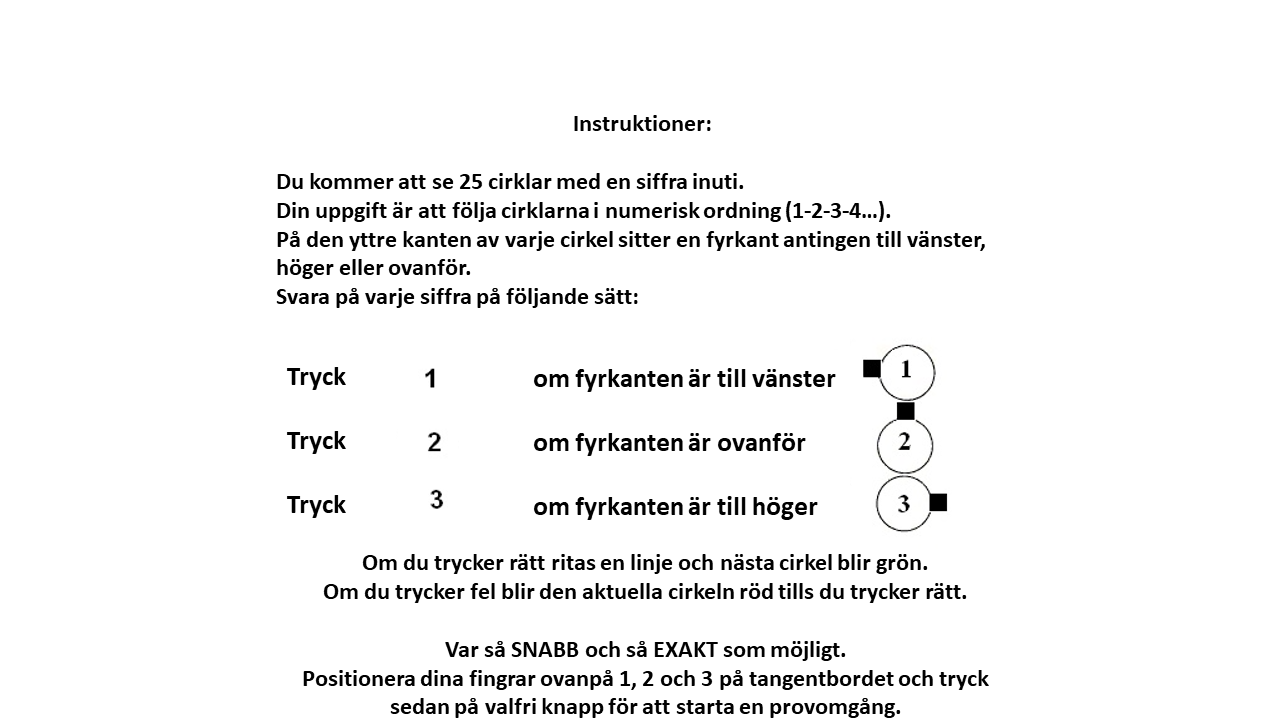 Instruktioner:
Du kommer att se 25 cirklar med en siffra inuti.
Din uppgift är att följa cirklarna i numerisk ordning (1-2-3-4...).
På den yttre kanten av varje cirkel sitter en fyrkant antingen till vänster,
höger eller ovanför.
Svara på varje siffra på följande sätt:
Tryck 1 om fyrkanten är till vänster 1
Tryck 2 om fyrkanten är ovanför 2
Tryck 3 om fyrkanten är till höger 3
Om du trycker rätt ritas en linje och nästa cirkel blir grön.
Om du trycker fel blir den aktuella cirkeln röd tills du trycker rätt.
Var så SNABB och så EXAKT som möjligt.
Positionera dina fingrar ovanpå 1, 2 och 3 på tangentbordet och tryck
sedan på valfri knapp för att starta en provomgång.